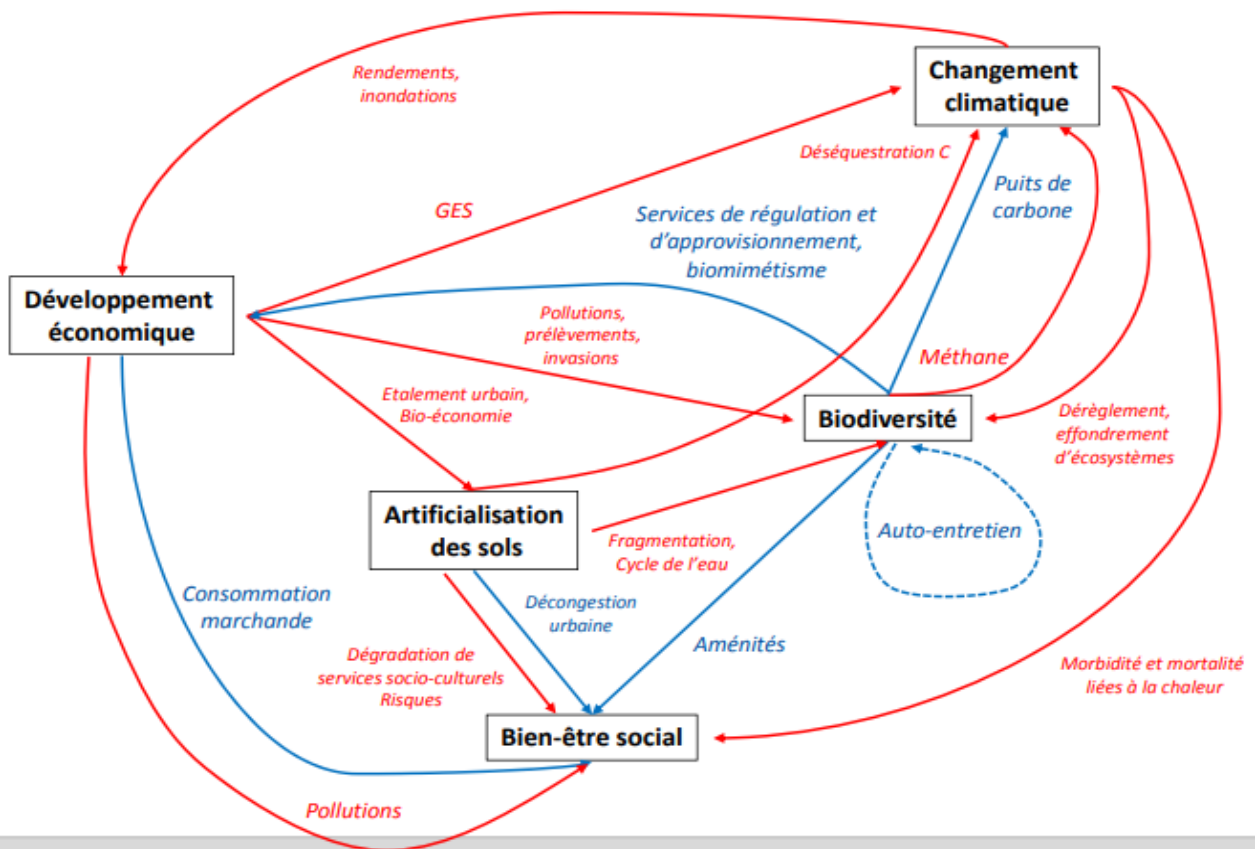 Changement
climatique
Rendements,
inondations
Déséquestration C
Puits de
carbone
GES
Services de régulation et
d'approvisionnement,
biomimétisme
Développement
économique
Pollutions,
prélèvements,
invasions
Méthane
Etalement urbain,
Bio-économie
Biodiversité
Dérèglement,
effondrement
d'écosystèmes
Artificialisation
des sols
Fragmentation,
Cycle de l'eau
Auto-entretien
Consommation
marchande
Décongestion
urbaine
Aménités
Dégradation de
services socio-culturels
Risques
Morbidité et mortalité
liées à la chaleur
Bien-être social
Pollutions